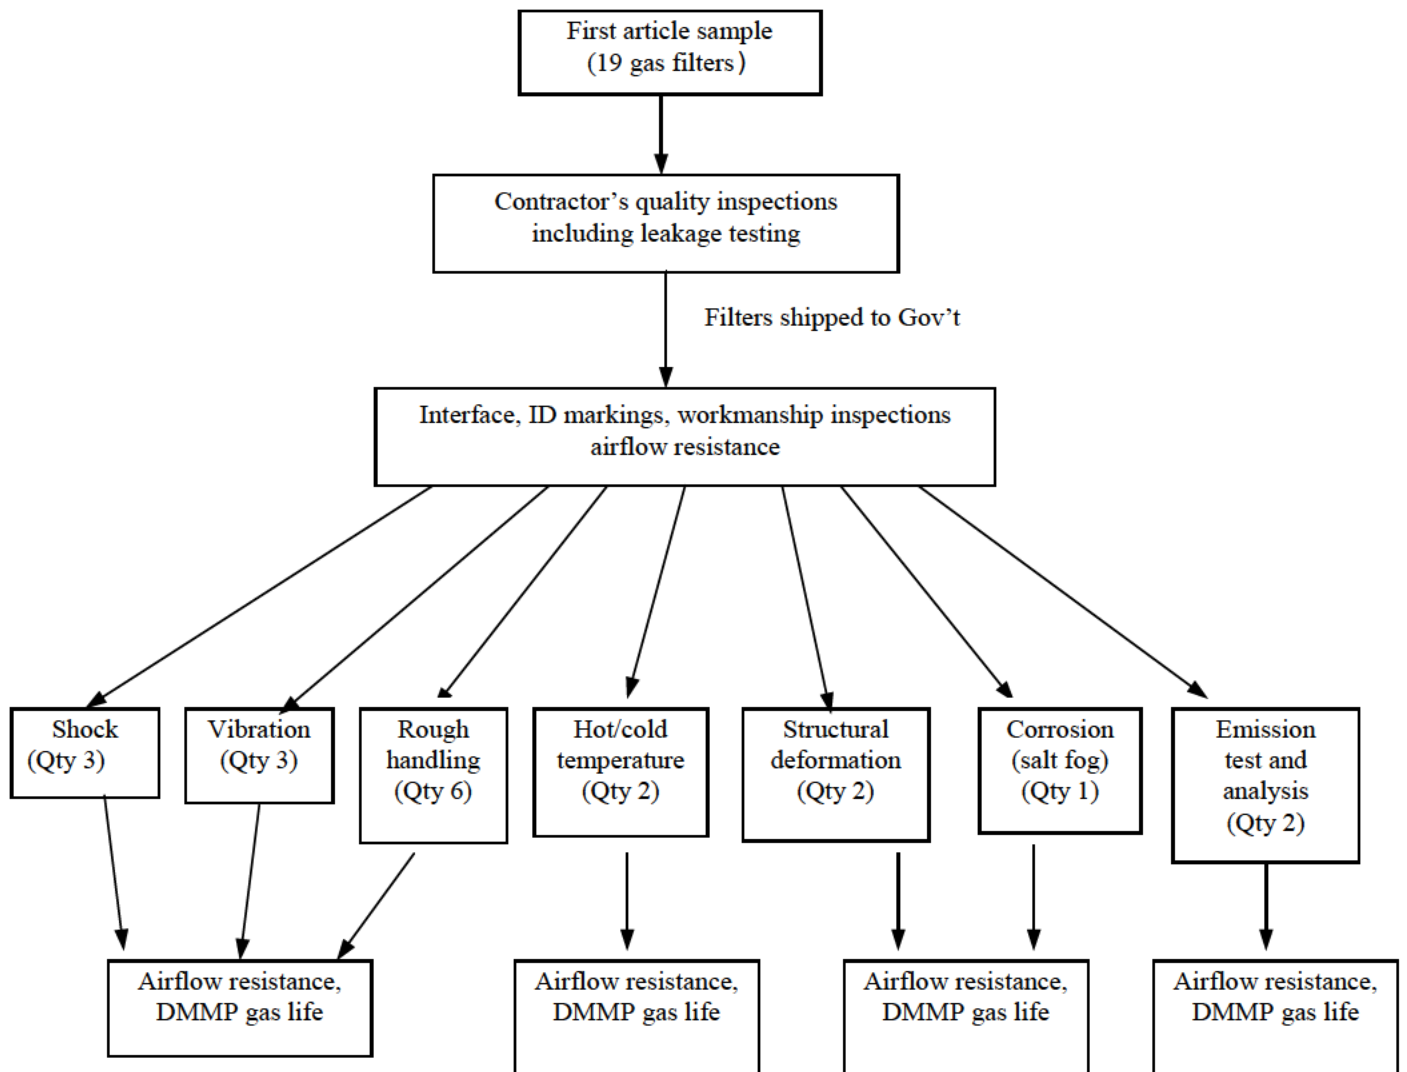 First article sample
(19 gas filters)
Contractor’s quality inspections
including leakage testing
Filters shipped to Gov’t
Interface, ID markings, workmanship inspections
airflow resistance
Shock
(Qty 3)
Vibration
(Qty 3)
Rough
handling
(Qty 6)
Hot/cold
temperature
(Qty 2)
Structural
deformation
(Qty 2)
Corrosion
(salt fog)
(Qty 1)
Emission
test and
analysis
(Qty 2)
Airflow resistance,
DMMP gas life
Airflow resistance,
DMMP gas life
Airflow resistance,
DMMP gas life
Airflow resistance,
DMMP gas life